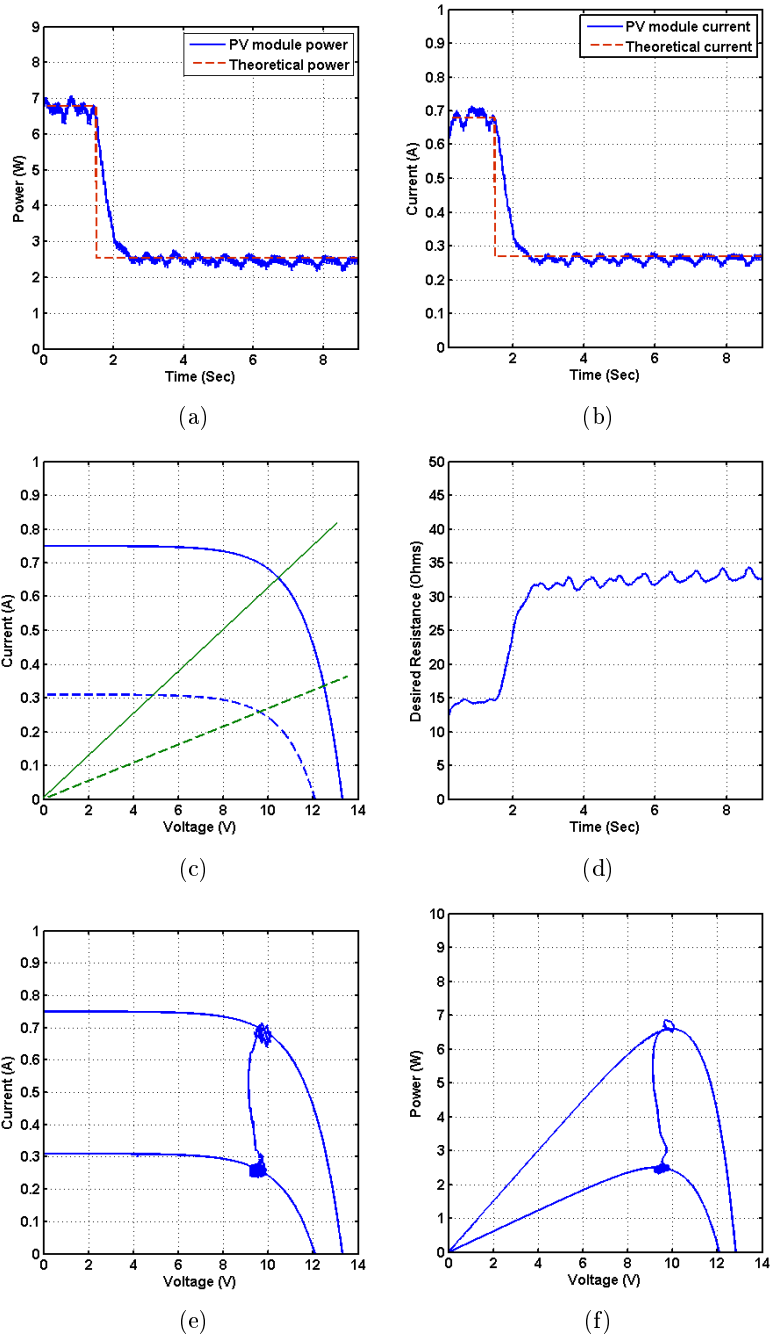 9
8
7
6
5
4
3
2
1
0
Power (W)
PV module power
Theoretical power
0 2 4 6 8
Time (Sec)
(a)
1
0.9
0.8
0.7
0.6
0.5
0.4
0.3
0.2
0.1
0
Current (A)
PV module current
Theoretical current
2 4 6 8
Time (Sec)
(b)
1
0.9
0.8
0.7
0.6
0.5
0.4
0.3
0.2
0.1
0
Current (A)
0 2 4 6 8 10 12 14
Voltage (V)
(c)
50
45
40
35
30
25
20
15
10
5
0
Desired Resistance (Ohms)
2 4 6 8
Time (Sec)
(d)
1
0.9
0.8
0.7
0.6
0.5
0.4
0.3
0.2
0.1
0
Current (A)
0 2 4 6 8 10 12 14
Voltage (V)
(e)
10
9
8
7
6
5
4
3
2
1
0
Power (W)
0 2 4 6 8 10 12 14
Voltage (V)
(f)